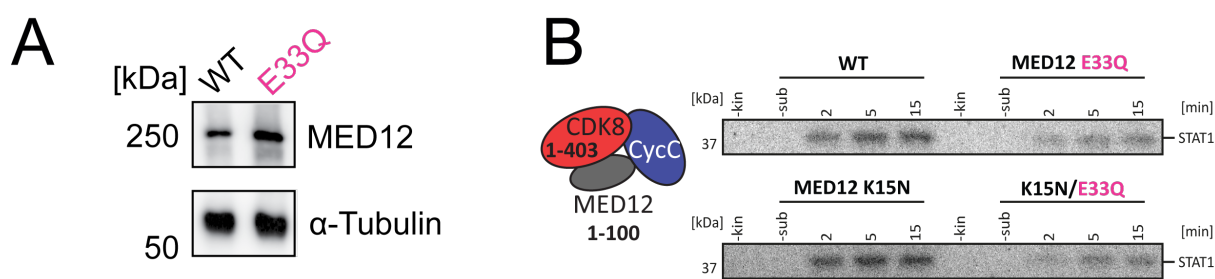 A
[kDa]
WT
E33Q
250
MED12
50
α-Tubulin
B
CDK8
1-403
CycC
MED12
1-100
WT
MED12 E33Q
[kDa]
-kin
-sub
2
5
15
-kin
-sub
2
5
15
[min]
37
STAT1
MED12 K15N
K15N/E33Q
[kDa]
-kin
-sub
2
5
15
-kin
-sub
2
5
15
[min]
37
STAT1